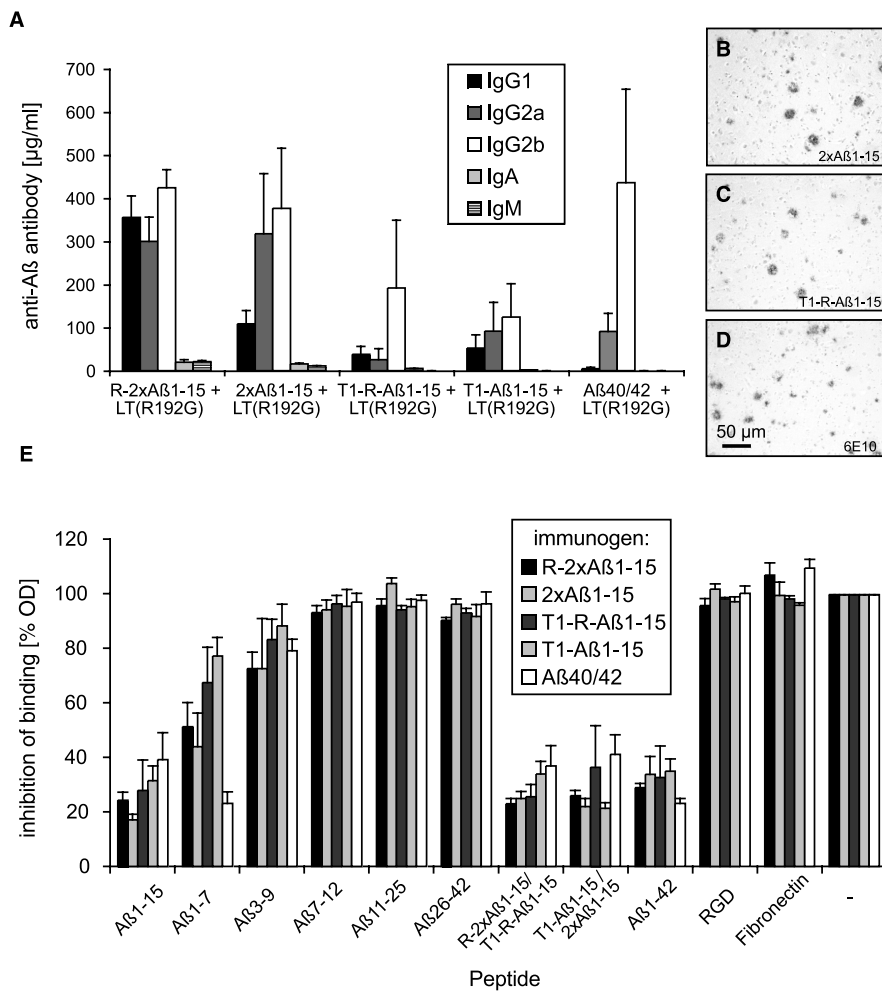 A
700
600
500
400
300
200
100
0
anti-Aß antibody [µg/ml]
IgG1
IgG2a
IgG2b
IgA
IgM
R-2xAß1-15 +
LT(R192G)
2xAß1-15 +
LT(R192G)
T1-R-Aß1-15 +
LT(R192G)
T1-Aß1-15 +
LT(R192G)
Aß40/42 +
LT(R192G)
B
2xAß1-15
C
T1-R-Aß1-15
D
50 µm
6E10
E
120
100
80
60
40
20
0
inhibition of binding [% OD]
immunogen:
R-2xAß1-15
2xAß1-15
T1-R-Aß1-15
T1-Aß1-15
Aß40/42
Aß1-15
Aß1-7
Aß3-9
Aß7-12
Aß11-25
Aß26-42
R-2xAß1-15/
T1-R-Aß1-15
T1-Aß1-15/
2xAß1-15
Aß1-42
RGD
Fibronectin
-
Peptide